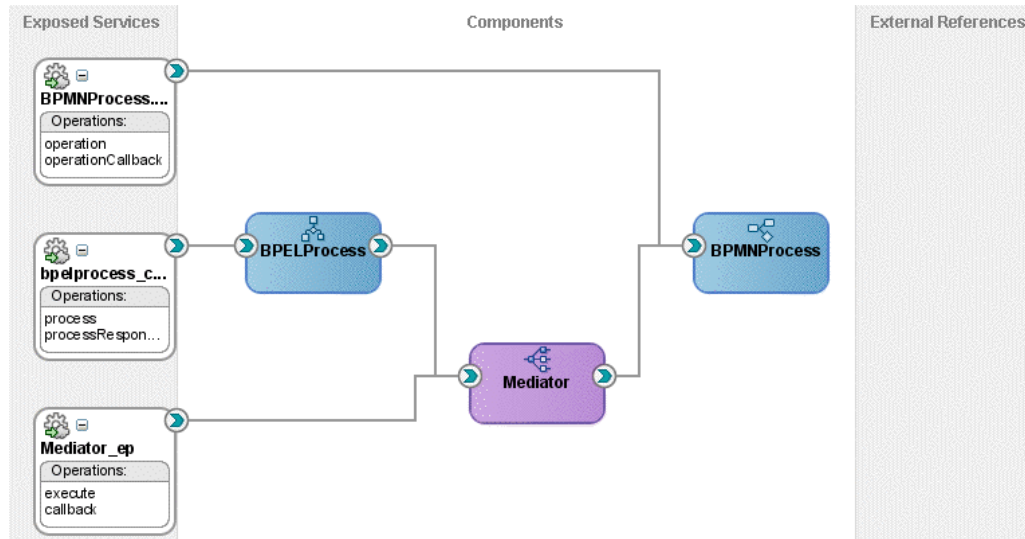 Exposed Services
Components
External References
BPMNProcess....
Operations:
operation
operationCallback
bpelprocess_c...
Operations:
process
processRespon...
BPELProcess
BPMNProcess
Mediator
Mediator_ep
Operations:
execute
callback